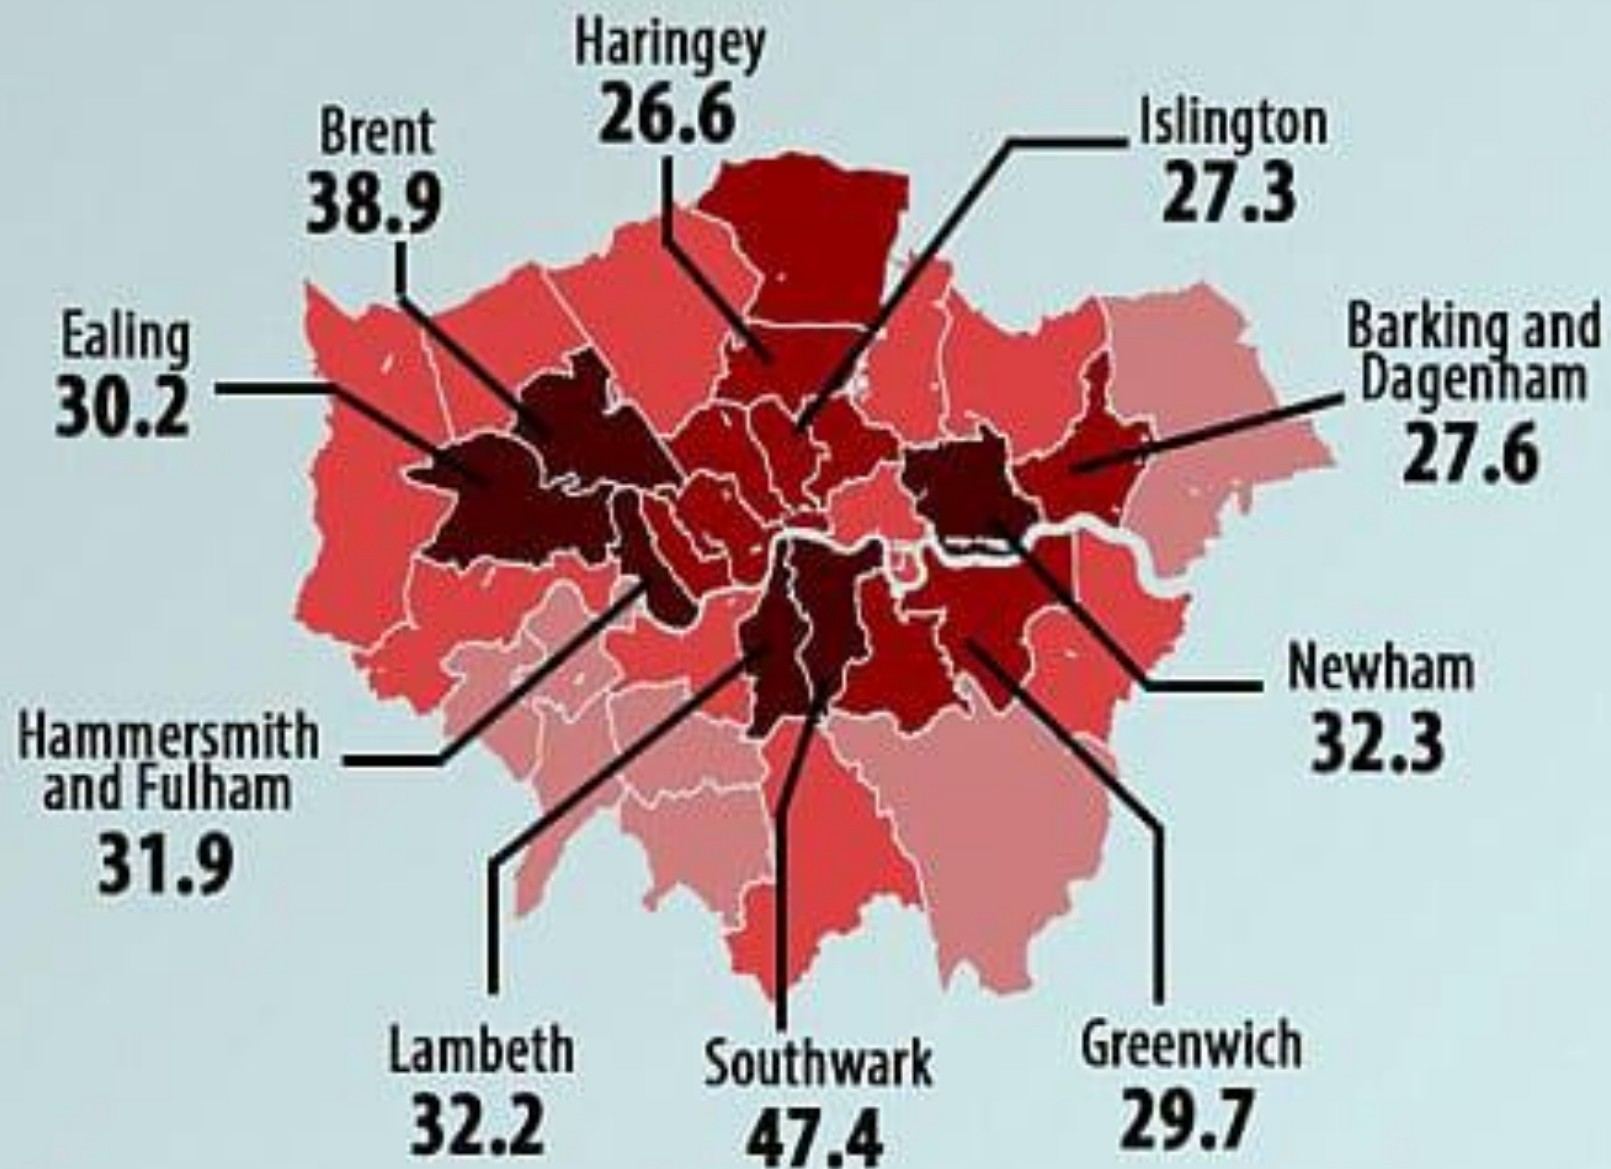 Haringey
26.6
Brent
38.9
Islington
27.3
Ealing
30.2
Barking and
Dagenham
27.6
Hammersmith
and Fulham
31.9
Newham
32.3
Lambeth
32.2
Southwark
47.4
Greenwich
29.7